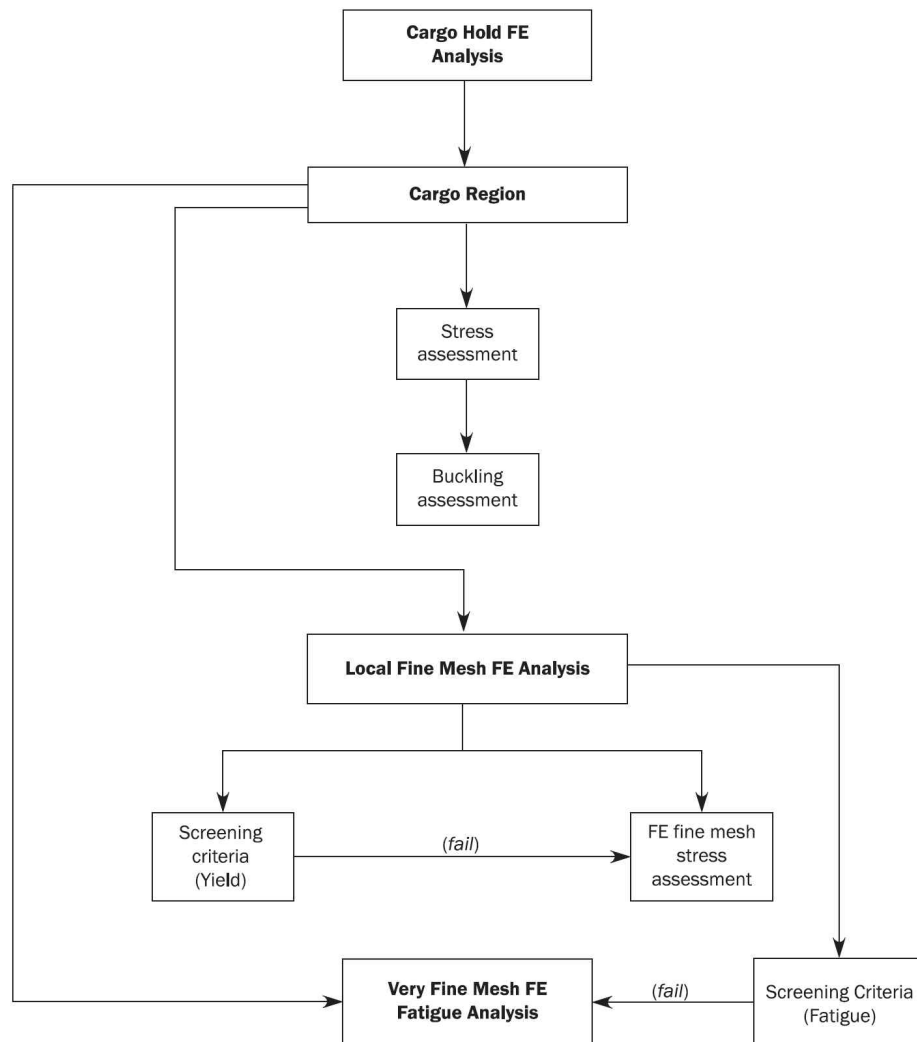 Cargo Hold FE
Analysis
Cargo Region
Stress
assessment
Buckling
assessment
Local Fine Mesh FE Analysis
Screening
criteria
(Yield)
(fail)
FE fine mesh
stress
assessment
Very Fine Mesh FE
Fatigue Analysis
(fail)
Screening Criteria
(Fatigue)